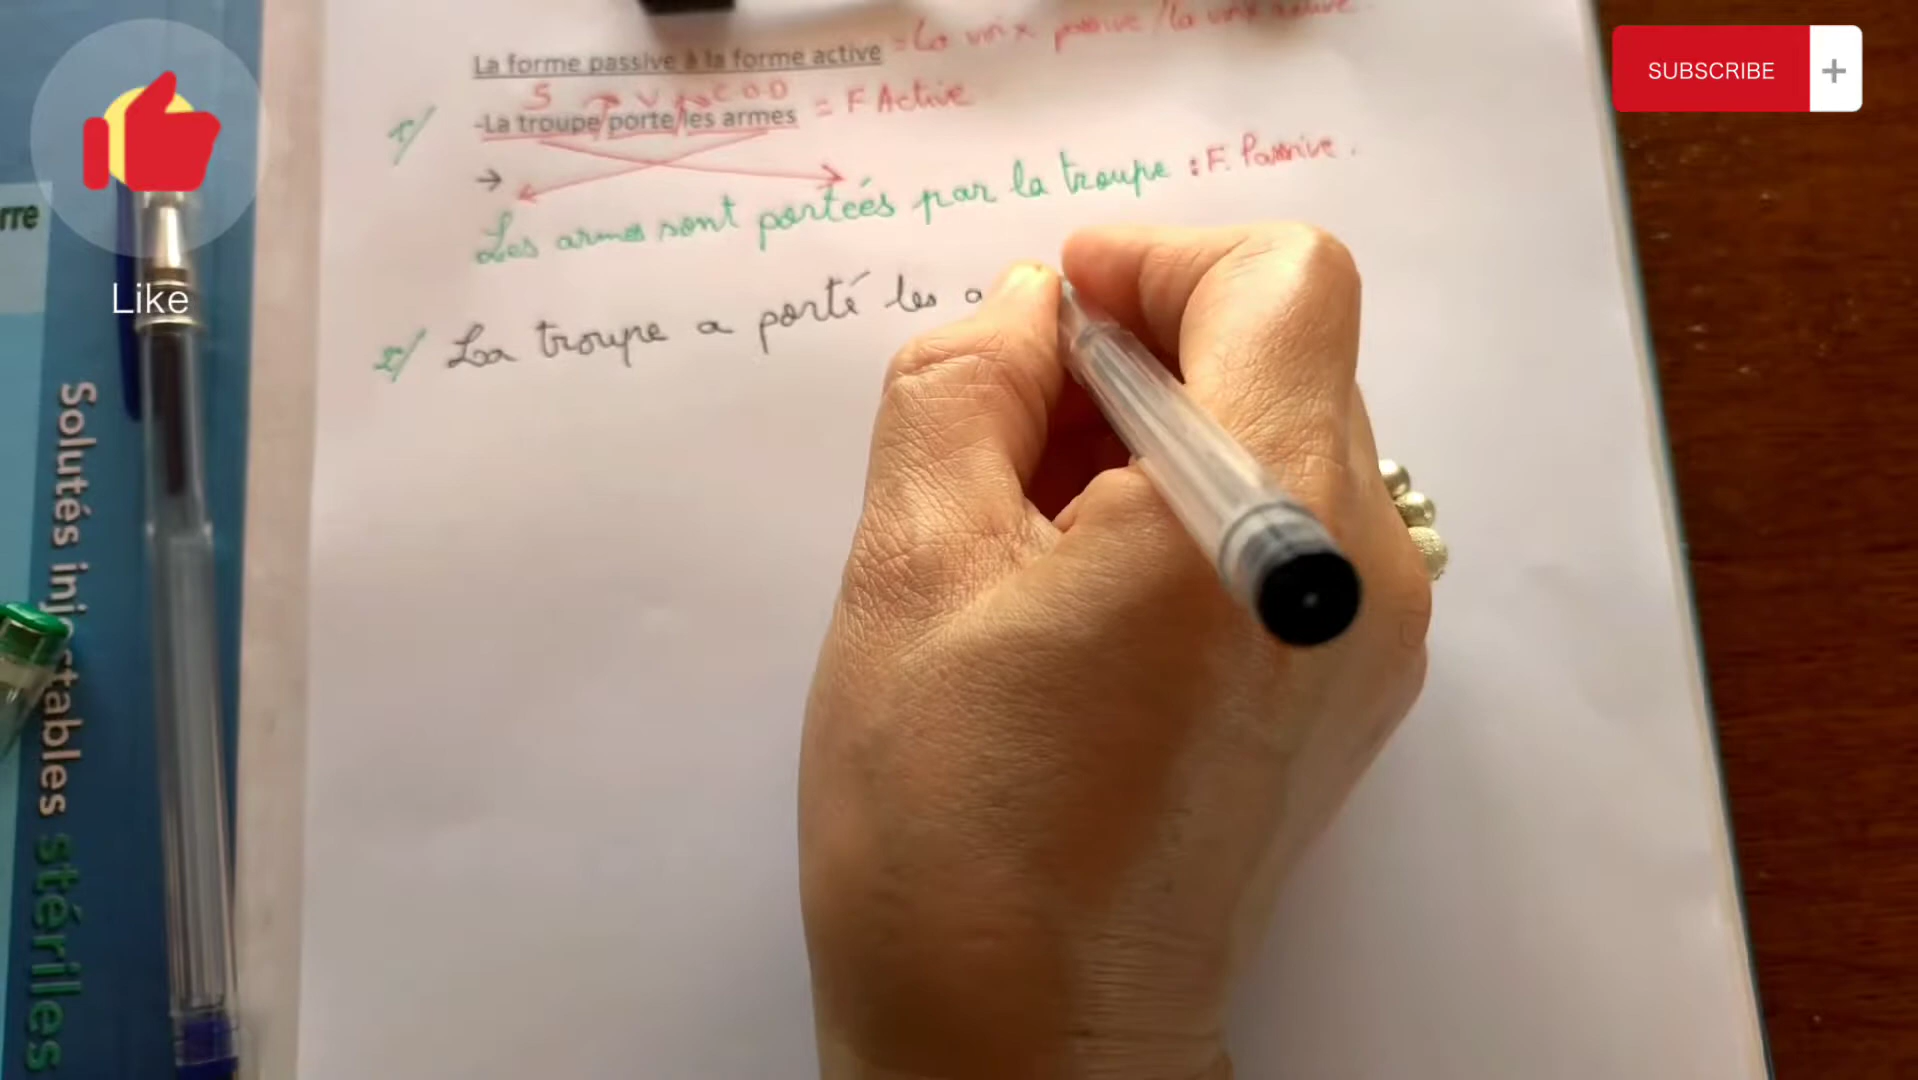 La forme passive à la forme active = La voix passive / la voix active.
S V C O D
1/ -La troupe/porte/les armes = F Active
→
Les armes sont portées par la troupe : F. Passive.
2/ La troupe a porté les a
Like
SUBSCRIBE +
rre
Solutés injectables stériles